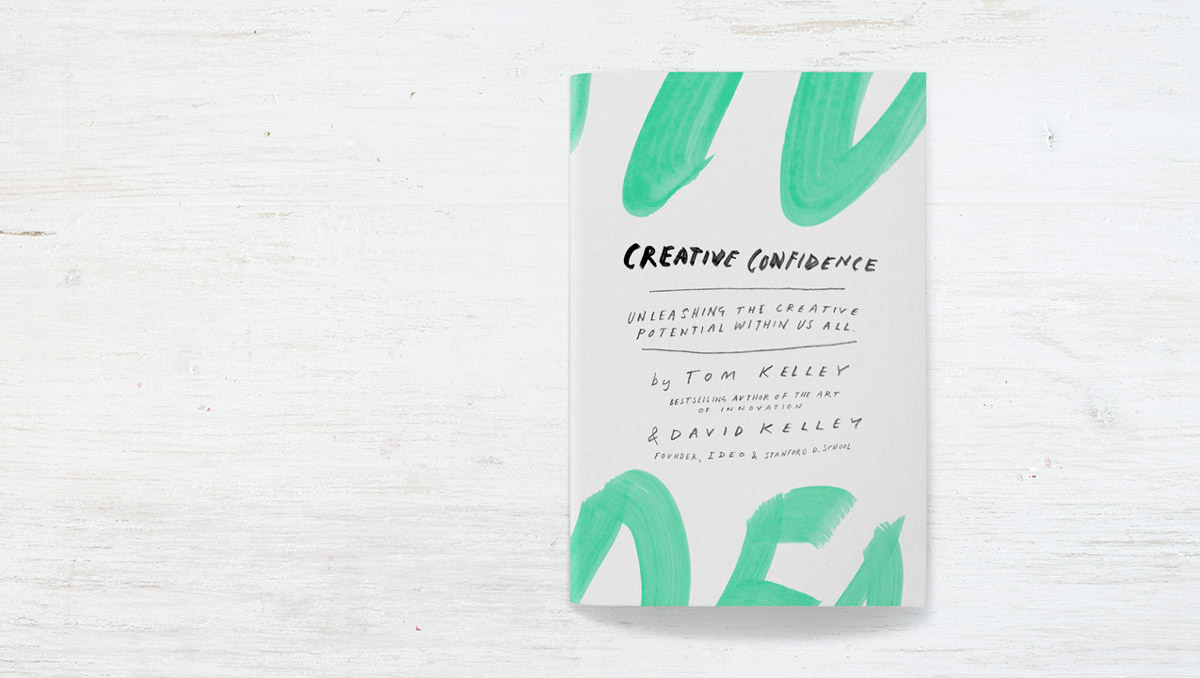 CREATIVE CONFIDENCE
UNLEASHING THE CREATIVE
POTENTIAL WITHIN US ALL.
by TOM KELLEY
BESTSELLING AUTHOR OF THE ART
OF INNOVATION
& DAVID KELLEY
FOUNDER, IDEO & STANFORD D. SCHOOL